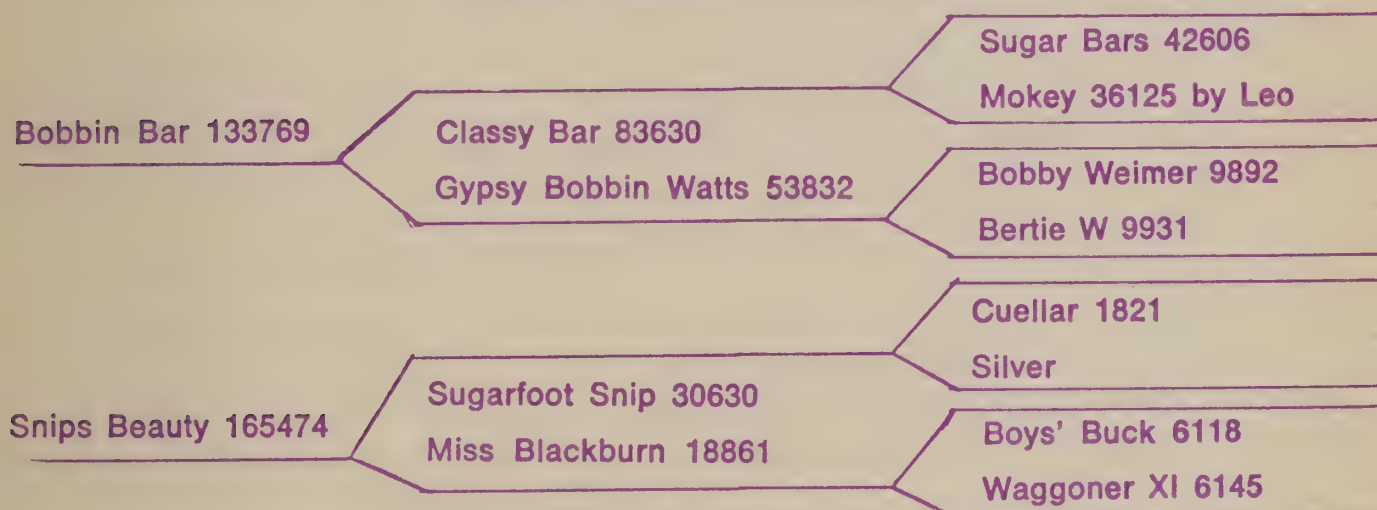 Sugar Bars 42606
Mokey 36125 by Leo
Bobbin Bar 133769
Classy Bar 83630
Gypsy Bobbin Watts 53832
Bobby Weimer 9892
Bertie W 9931
Cuellar 1821
Silver
Snips Beauty 165474
Sugarfoot Snip 30630
Miss Blackburn 18861
Boys' Buck 6118
Waggoner XI 6145